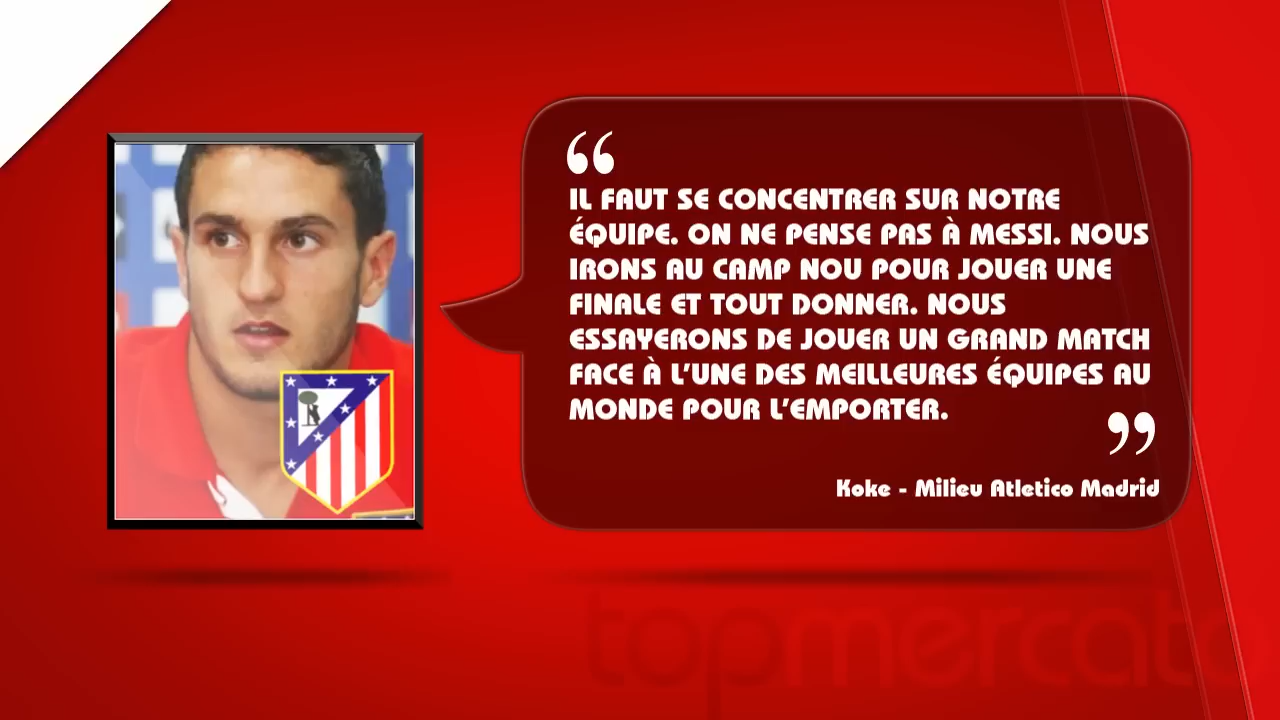 “
IL FAUT SE CONCENTRER SUR NOTRE
ÉQUIPE. ON NE PENSE PAS À MESSI. NOUS
IRONS AU CAMP NOU POUR JOUER UNE
FINALE ET TOUT DONNER. NOUS
ESSAYERONS DE JOUER UN GRAND MATCH
FACE À L’UNE DES MEILLEURES ÉQUIPES AU
MONDE POUR L’EMPORTER.
”
Koke - Milieu Atletico Madrid
topmercato